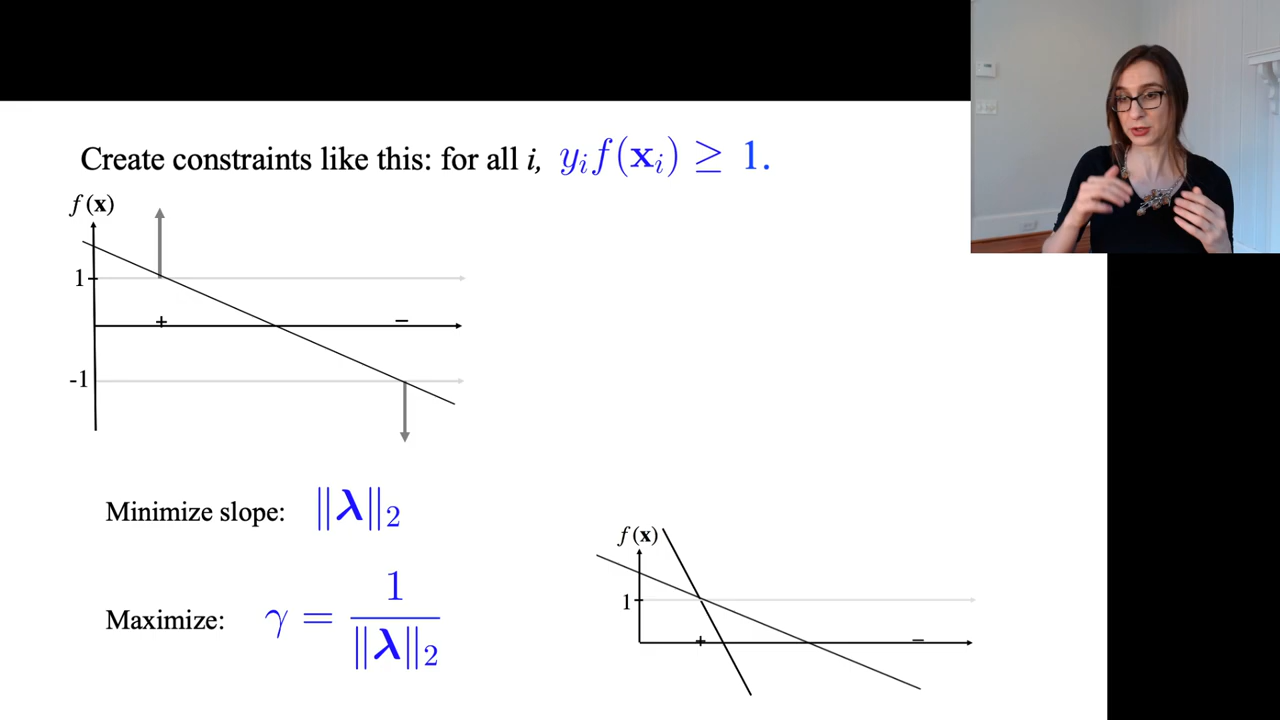 Create constraints like this: for all i, yᵢf(𝐱ᵢ) ≥ 1.
f(𝐱)
1
+ −
-1
Minimize slope: ‖𝛌‖₂
Maximize: γ = 1/‖𝛌‖₂
f(𝐱)
1
+ −